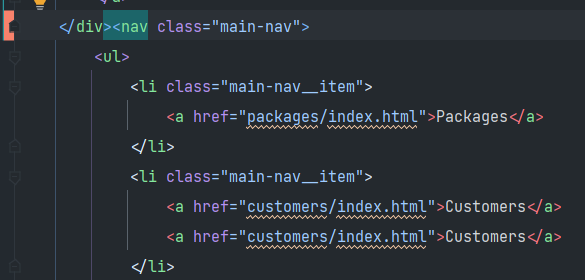 </a>
</div><nav class="main-nav">
<ul>
<li class="main-nav__item">
<a href="packages/index.html">Packages</a>
</li>
<li class="main-nav__item">
<a href="customers/index.html">Customers</a>
<a href="customers/index.html">Customers</a>
</li>